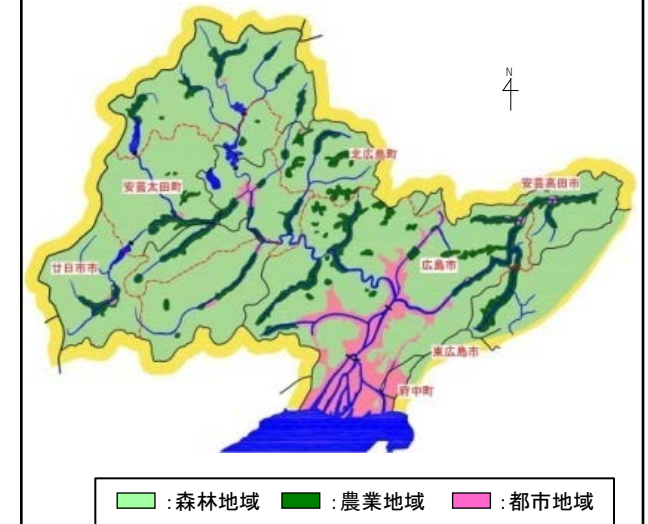 N
北広島町
安芸太田町
安芸高田市
廿日市市
広島市
東広島市
府中町
:森林地域 :農業地域 :都市地域